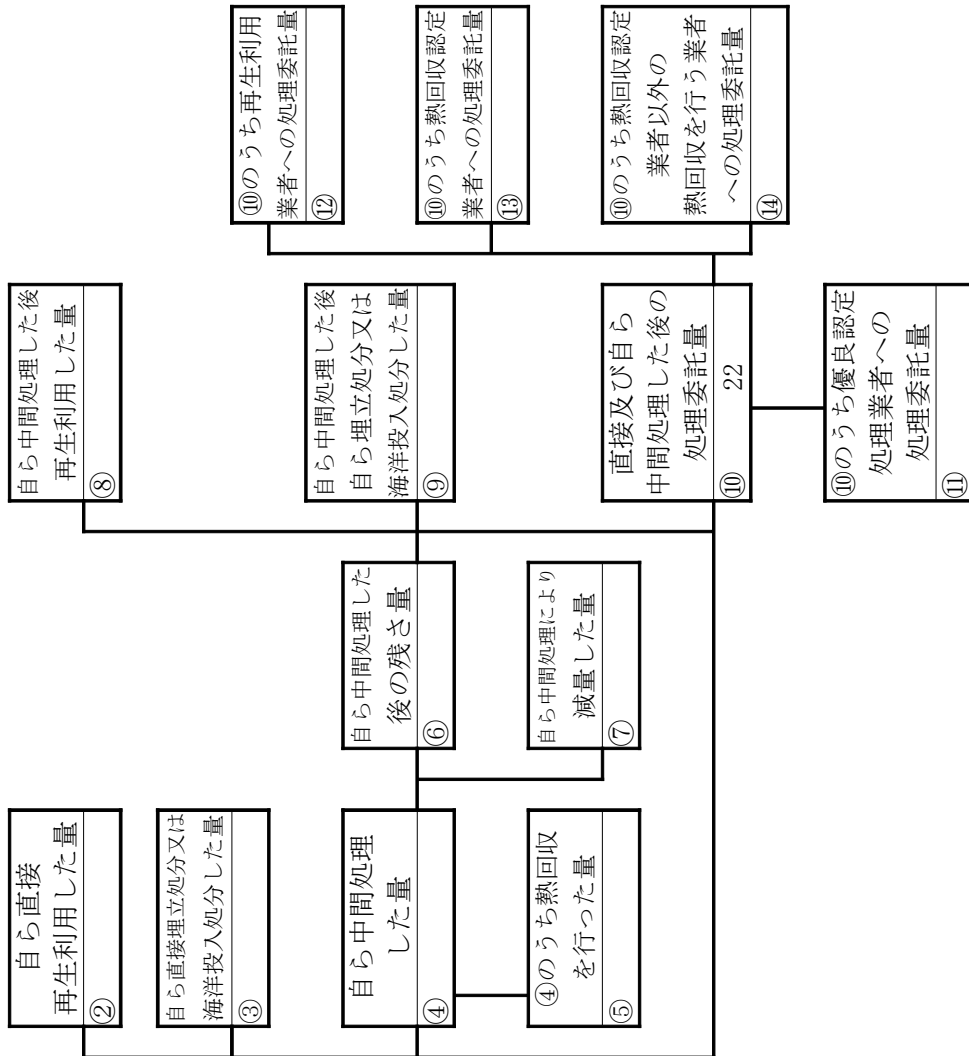 自ら直接
再生利用した量
②
自ら直接埋立処分又は
海洋投入処分した量
③
自ら中間処理
した量
④
④のうち熱回収
を行った量
⑤
自ら中間処理した
後の残さ量
⑥
自ら中間処理により
減量した量
⑦
自ら中間処理した後
再生利用した量
⑧
自ら中間処理した後
自ら埋立処分又は
海洋投入処分した量
⑨
直接及び自ら
中間処理した後の
処理委託量
⑩ 22
⑩のうち優良認定
処理業者への
処理委託量
⑪
⑩のうち再生利用
業者への処理委託量
⑫
⑩のうち熱回収認定
業者への処理委託量
⑬
⑩のうち熱回収認定
業者以外の
熱回収を行う業者
への処理委託量
⑭